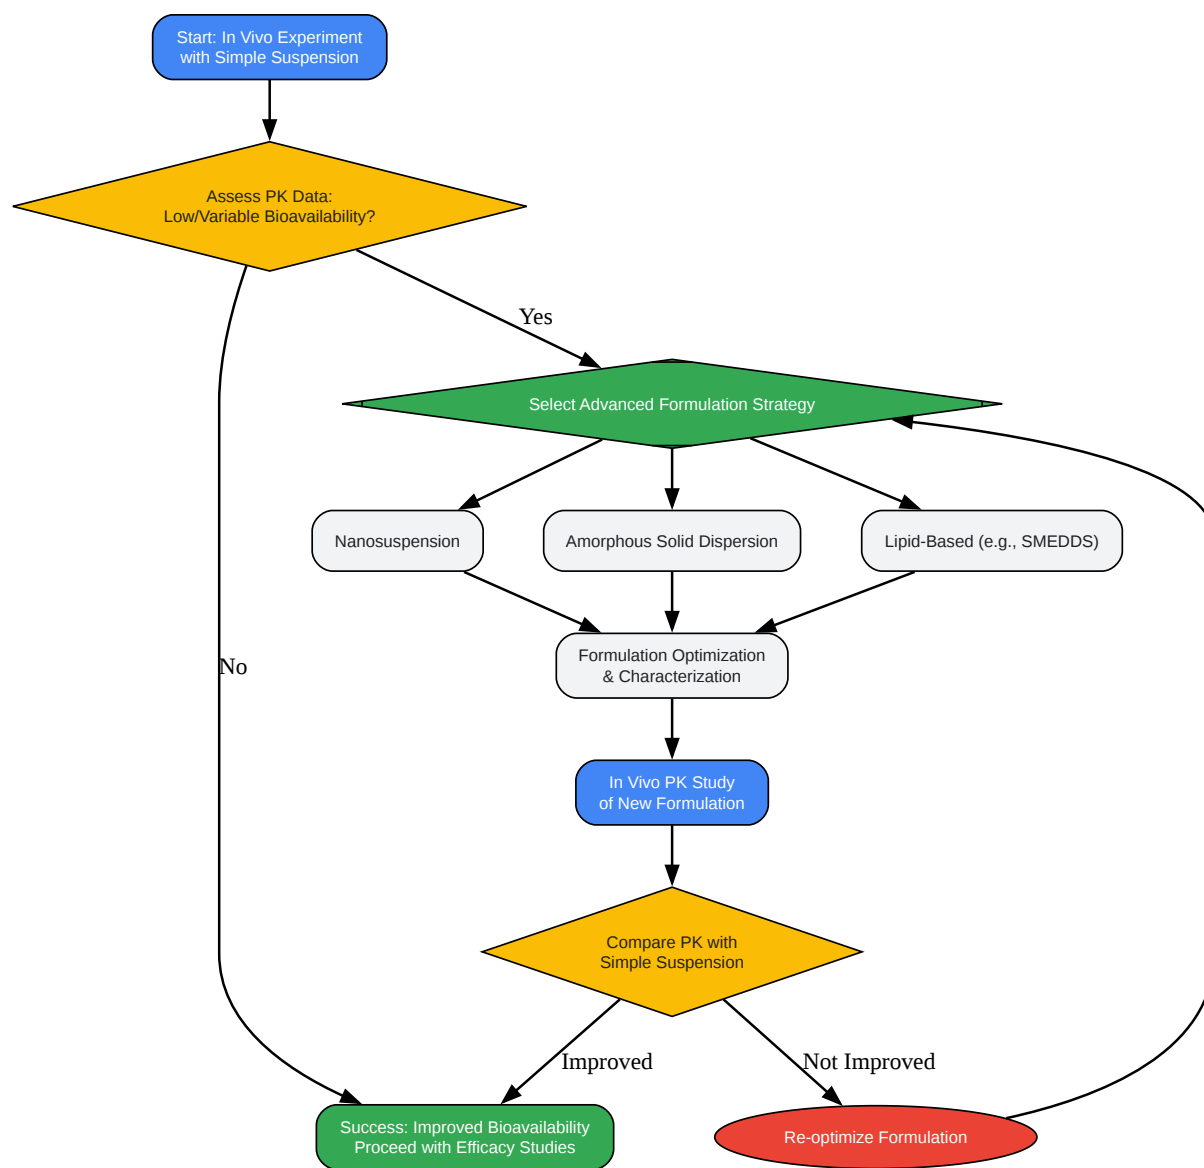 Start: In Vivo Experiment
with Simple Suspension
Assess PK Data:
Low/Variable Bioavailability?
Yes
Select Advanced Formulation Strategy
Nanosuspension
Amorphous Solid Dispersion
Lipid-Based (e.g., SMEDDS)
Formulation Optimization
& Characterization
No
In Vivo PK Study
of New Formulation
Compare PK with
Simple Suspension
Improved
Not Improved
Success: Improved Bioavailability
Proceed with Efficacy Studies
Re-optimize Formulation